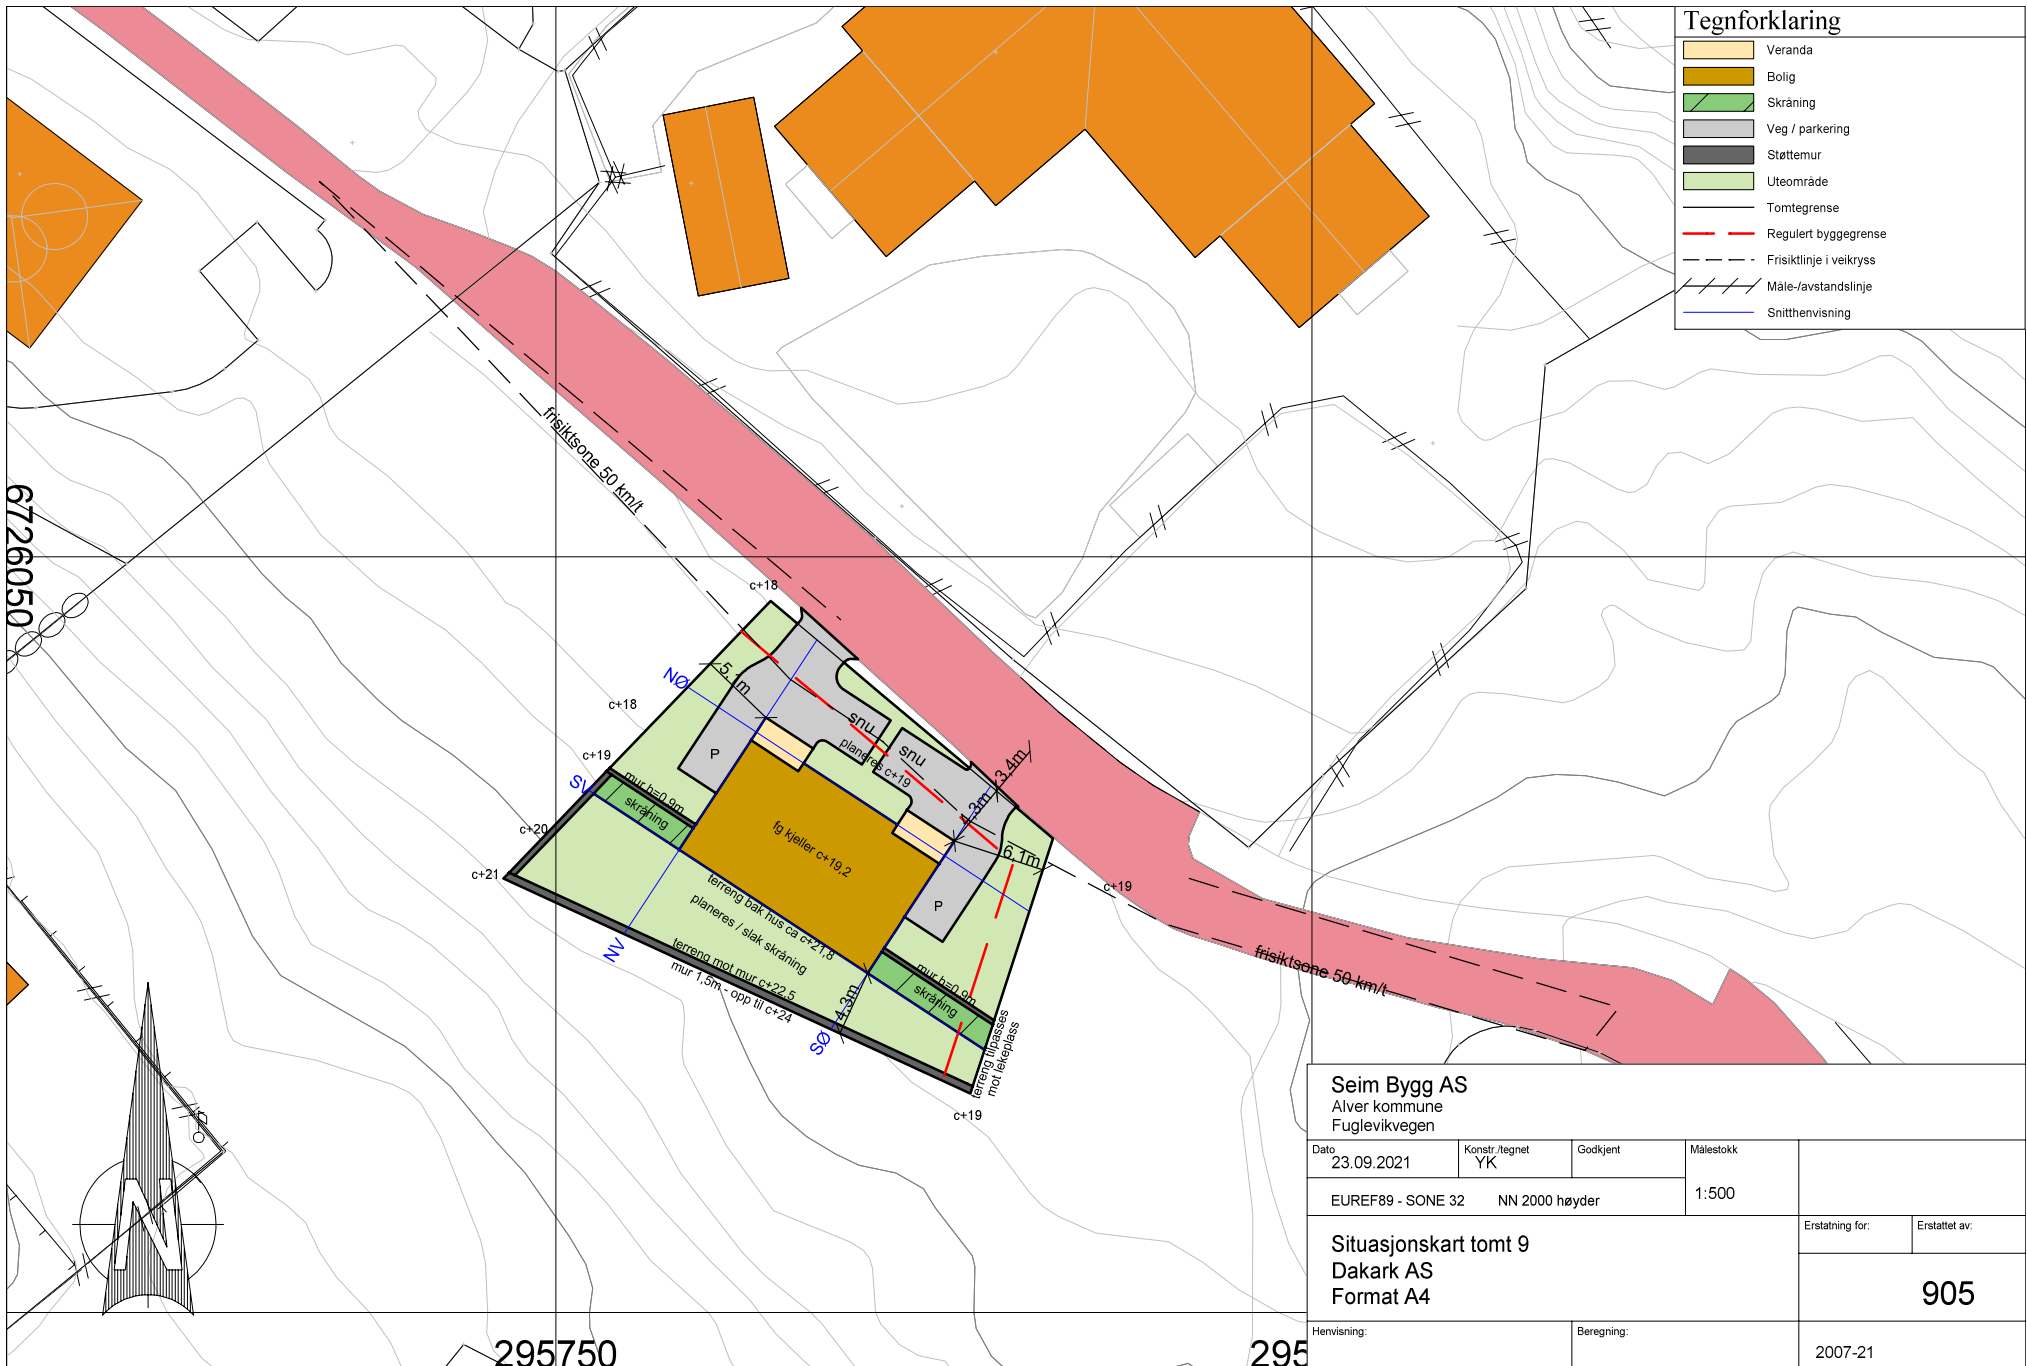 Tegnforklaring
Veranda
Bolig
Skråning
Veg / parkering
Støttemur
Uteområde
Tomtegrense
Regulert byggegrense
Frisiktlinje i veikryss
Måle-/avstandslinje
Snitthenvisning
frisiktsone 50 km/t
6726050
c+18
5,1m
NØ
c+18
snu
snu
planeres c+19
3,4m
P
c+19
SV
mur h=0.9m
skråning
4,3m
c+20
fg kjeller c+19,2
6,1m
c+21
c+19
terreng bak hus ca c+21,8
planeres / slak skråning
P
NV
terreng mot mur c+22,5
mur 1,5m - opp til c+24
frisiktsone 50 km/t
mur h=0.9m
skråning
4,3m
SØ
terreng tilpasses
mot lekeplass
c+19
N
295750
295
Seim Bygg AS
Alver kommune
Fuglevikvegen
Dato
23.09.2021
Konstr./tegnet
YK
Godkjent
Målestokk
1:500
EUREF89 - SONE 32 NN 2000 høyder
Situasjonskart tomt 9
Dakark AS
Format A4
Erstatning for:
Erstattet av:
905
Henvisning:
Beregning:
2007-21